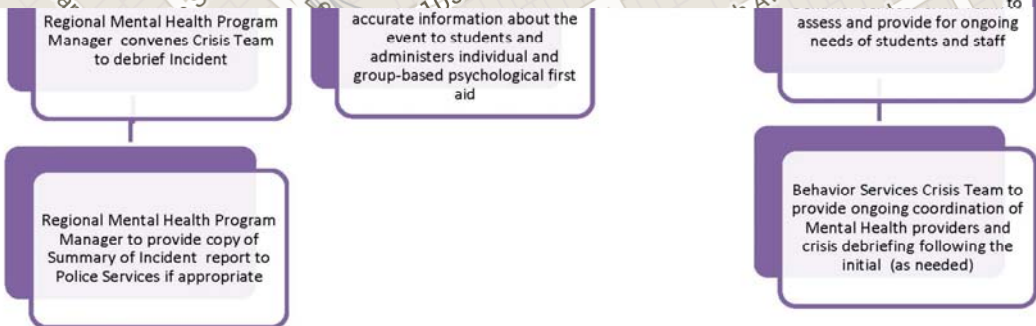 Regional Mental Health Program
Manager convenes Crisis Team
to debrief Incident
Regional Mental Health Program
Manager to provide copy of
Summary of Incident report to
Police Services if appropriate
accurate information about the
event to students and
administers individual and
group-based psychological first
aid
to
assess and provide for ongoing
needs of students and staff
Behavior Services Crisis Team to
provide ongoing coordination of
Mental Health providers and
crisis debriefing following the
initial (as needed)